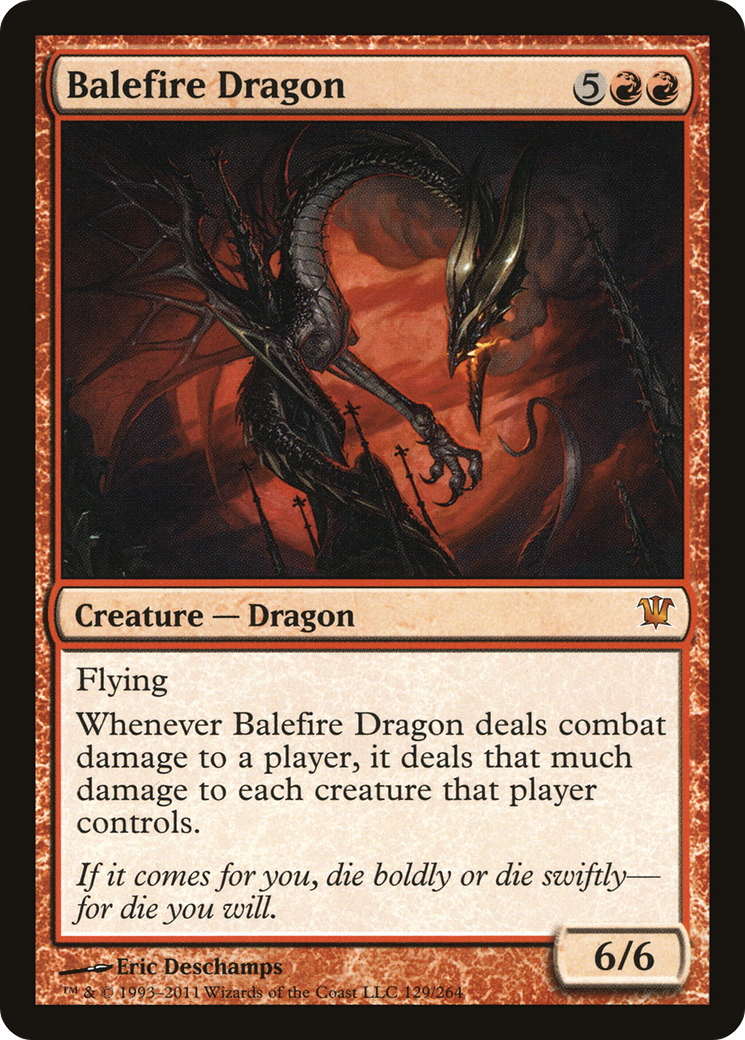 Balefire Dragon 5
Creature — Dragon
Flying
Whenever Balefire Dragon deals combat
damage to a player, it deals that much
damage to each creature that player
controls.
If it comes for you, die boldly or die swiftly—
for die you will.
6/6
Eric Deschamps
™ & © 1993–2011 Wizards of the Coast LLC 129/264